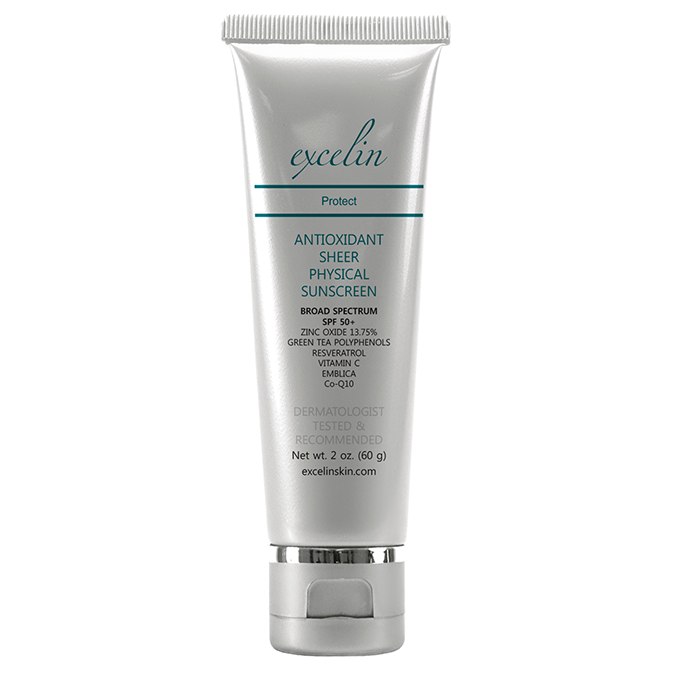 excelin
Protect
ANTIOXIDANT
SHEER
PHYSICAL
SUNSCREEN
BROAD SPECTRUM
SPF 50+
ZINC OXIDE 13.75%
GREEN TEA POLYPHENOLS
RESVERATROL
VITAMIN C
EMBLICA
Co-Q10
DERMATOLOGIST
TESTED &
RECOMMENDED
Net wt. 2 oz. (60 g)
excelinskin.com